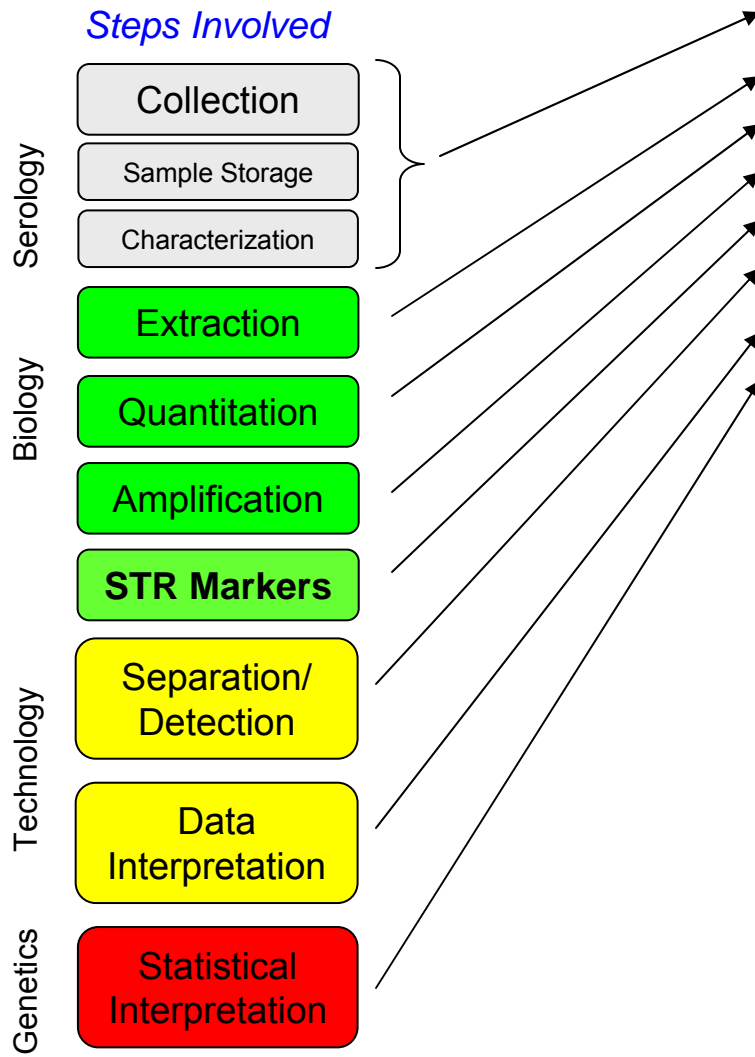 Steps Involved
Serology
Collection
Sample Storage
Characterization
Biology
Extraction
Quantitation
Amplification
STR Markers
Technology
Separation/
Detection
Data
Interpretation
Genetics
Statistical
Interpretation